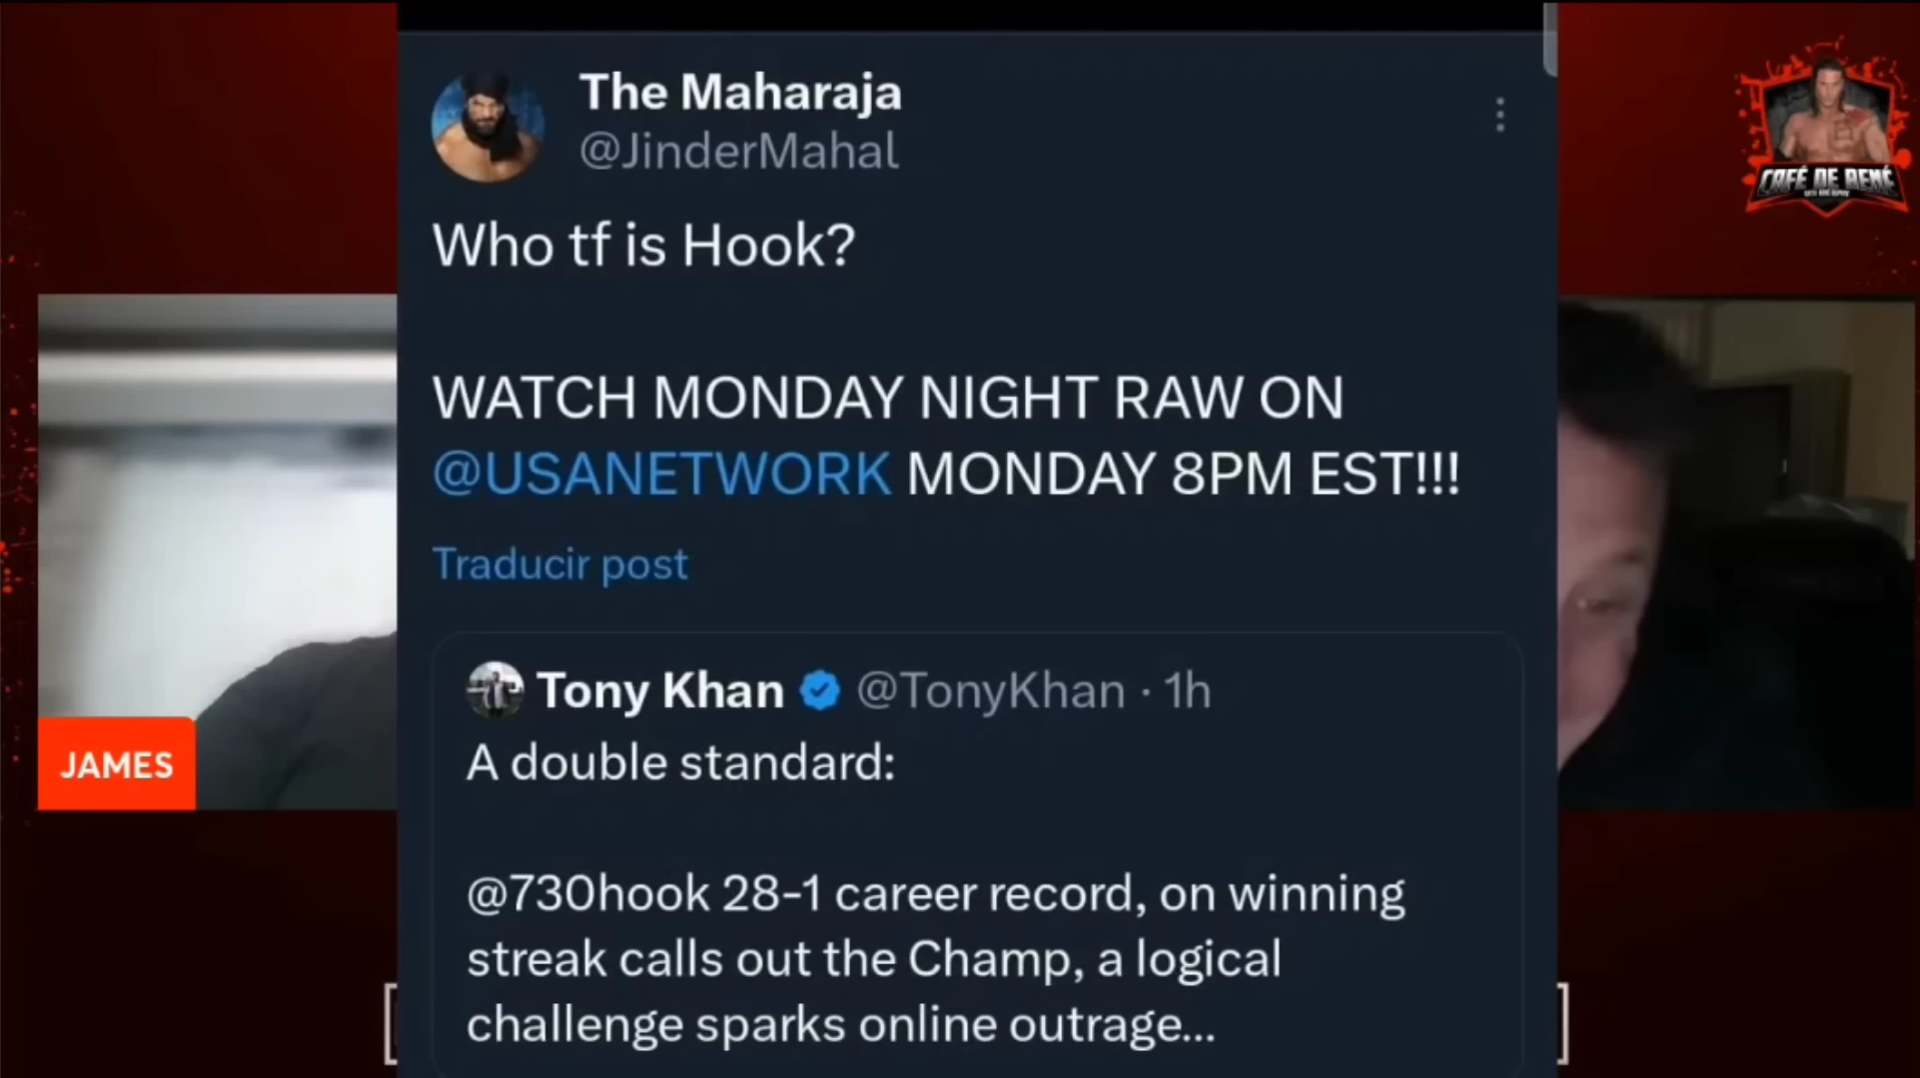 The Maharaja
@JinderMahal
Who tf is Hook?
WATCH MONDAY NIGHT RAW ON
@USANETWORK MONDAY 8PM EST!!!
Traducir post
Tony Khan @TonyKhan · 1h
A double standard:
@730hook 28-1 career record, on winning
streak calls out the Champ, a logical
challenge sparks online outrage...
JAMES
CAFÉ DE RENÉ